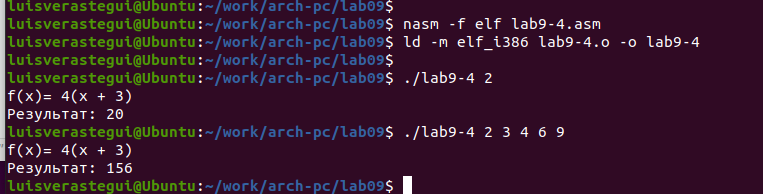 luisverastegui@Ubuntu:~/work/arch-pc/lab09$
luisverastegui@Ubuntu:~/work/arch-pc/lab09$ nasm -f elf lab9-4.asm
luisverastegui@Ubuntu:~/work/arch-pc/lab09$ ld -m elf_i386 lab9-4.o -o lab9-4
luisverastegui@Ubuntu:~/work/arch-pc/lab09$
luisverastegui@Ubuntu:~/work/arch-pc/lab09$ ./lab9-4 2
f(x)= 4(x + 3)
Результат: 20
luisverastegui@Ubuntu:~/work/arch-pc/lab09$ ./lab9-4 2 3 4 6 9
f(x)= 4(x + 3)
Результат: 156
luisverastegui@Ubuntu:~/work/arch-pc/lab09$